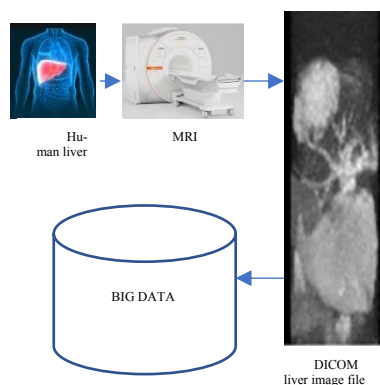 Hu-
man liver
MRI
BIG DATA
DICOM
liver image file